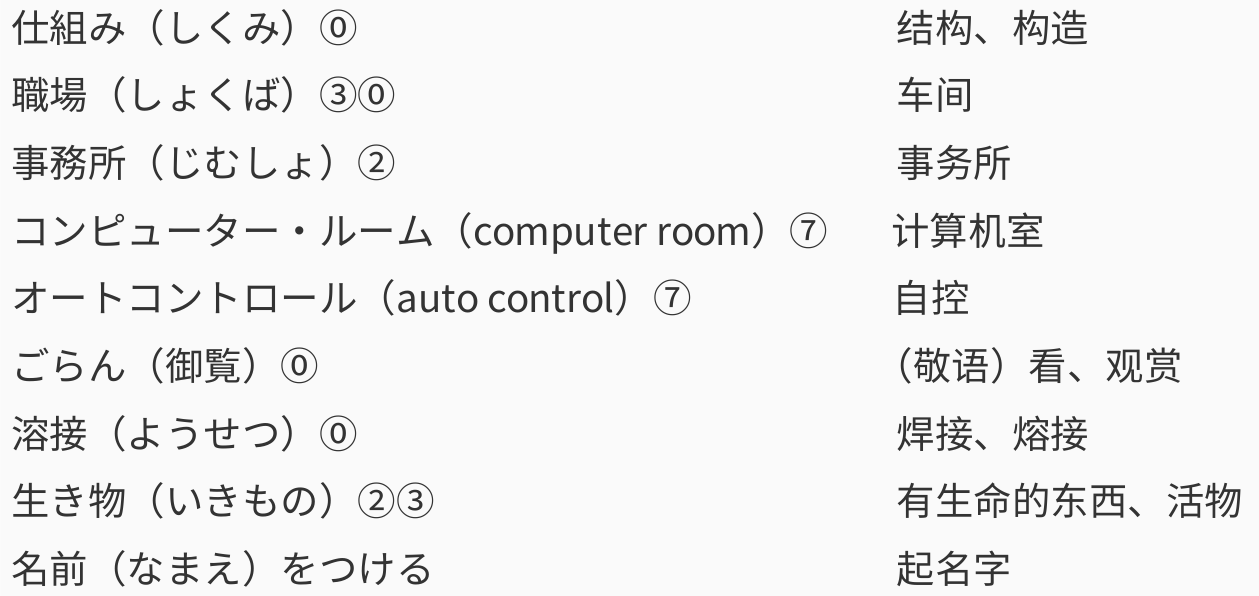 仕組み（しくみ）⓪ 结构、构造
職場（しょくば）③⓪ 车间
事務所（じむしょ）② 事务所
コンピューター・ルーム（computer room）⑦ 计算机室
オートコントロール（auto control）⑦ 自控
ごらん（御覧）⓪ （敬语）看、观赏
溶接（ようせつ）⓪ 焊接、熔接
生き物（いきもの）②③ 有生命的东西、活物
名前（なまえ）をつける 起名字